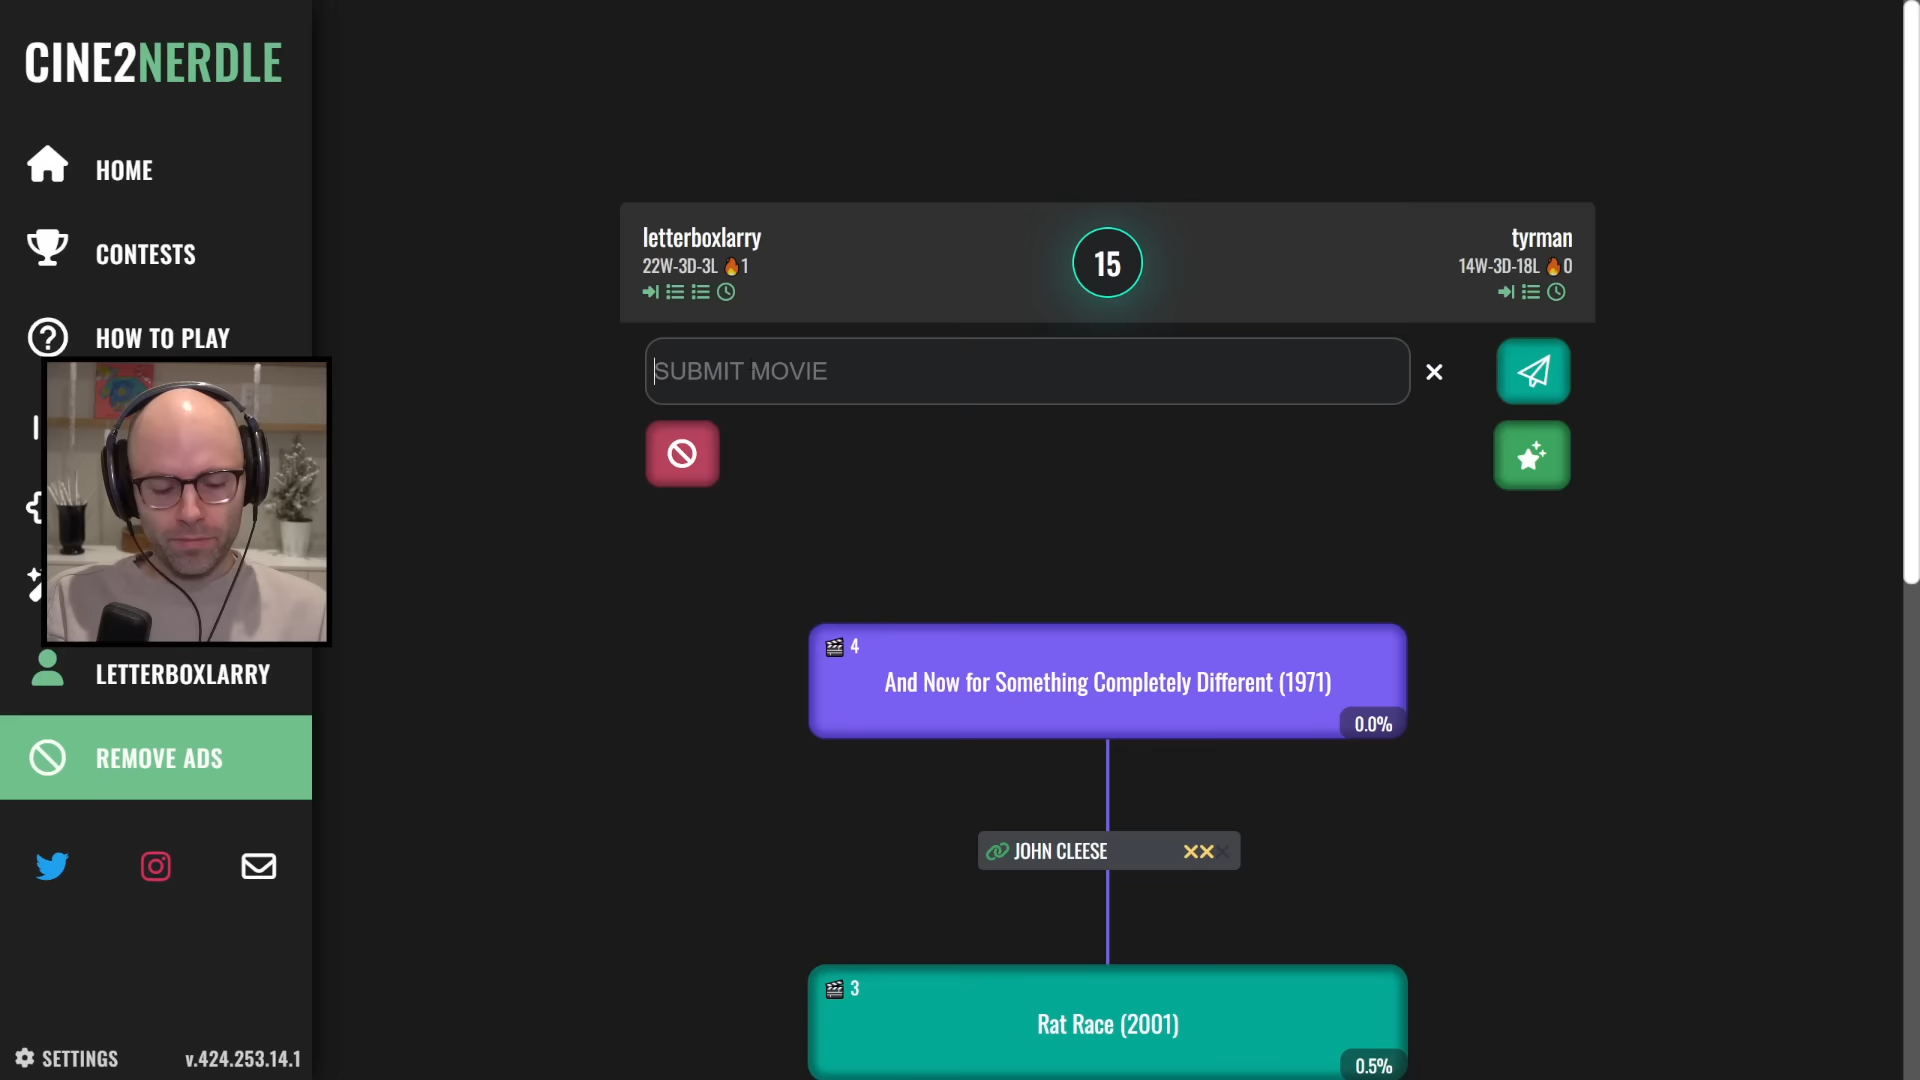 CINE2NERDLE
HOME
CONTESTS
HOW TO PLAY
LETTERBOXLARRY
REMOVE ADS
SETTINGS
v.424.253.14.1
letterboxlarry
22W-3D-3L 🔥1
15
tyrman
14W-3D-18L 🔥0
SUBMIT MOVIE
4
And Now for Something Completely Different (1971)
0.0%
JOHN CLEESE
3
Rat Race (2001)
0.5%